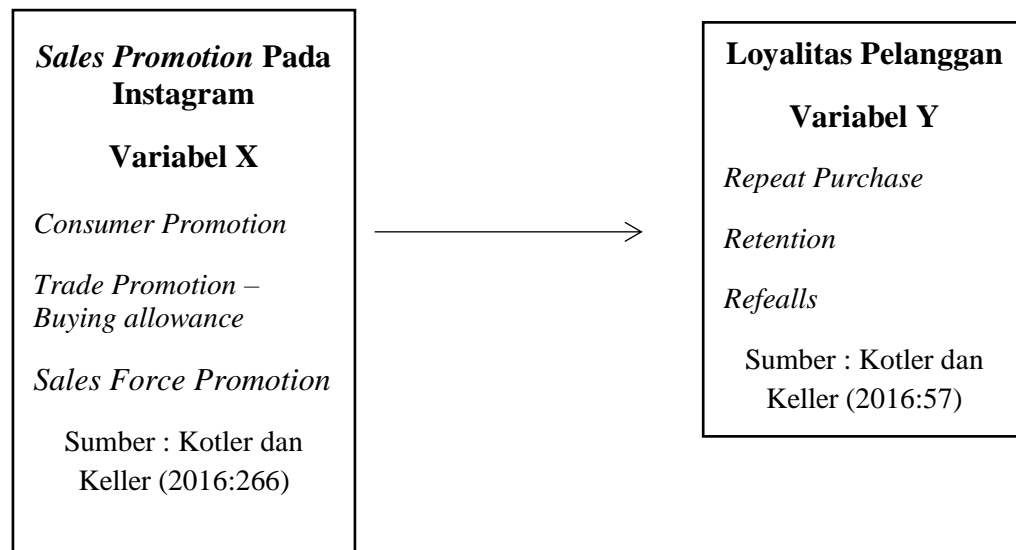 Sales Promotion Pada
Instagram
Variabel X
Consumer Promotion
Trade Promotion –
Buying allowance
Sales Force Promotion
Sumber : Kotler dan
Keller (2016:266)
Loyalitas Pelanggan
Variabel Y
Repeat Purchase
Retention
Refealls
Sumber : Kotler dan
Keller (2016:57)